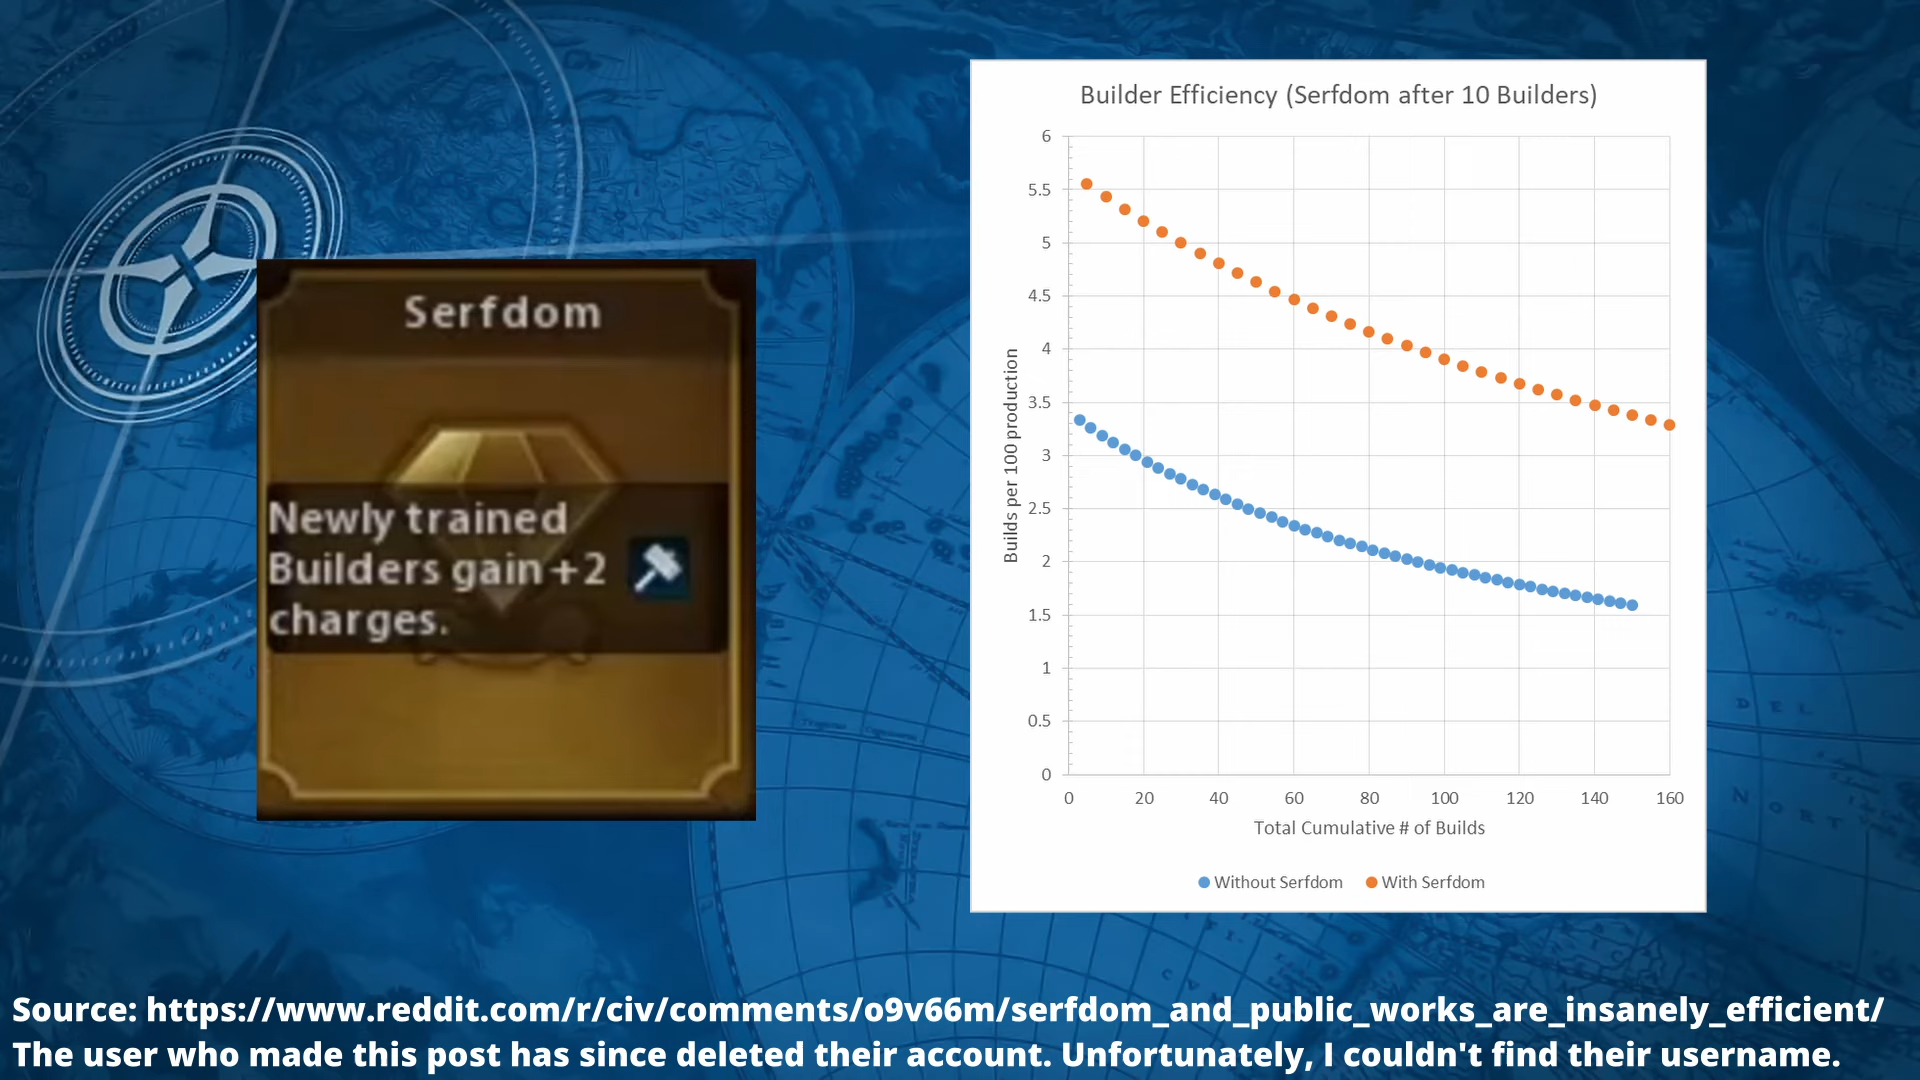 Serfdom
Newly trained
Builders gain +2
charges.
Builder Efficiency (Serfdom after 10 Builders)
Builds per 100 production
6
5.5
5
4.5
4
3.5
3
2.5
2
1.5
1
0.5
0
0 20 40 60 80 100 120 140 160
Total Cumulative # of Builds
Without Serfdom With Serfdom
Source: https://www.reddit.com/r/civ/comments/o9v66m/serfdom_and_public_works_are_insanely_efficient/
The user who made this post has since deleted their account. Unfortunately, I couldn't find their username.